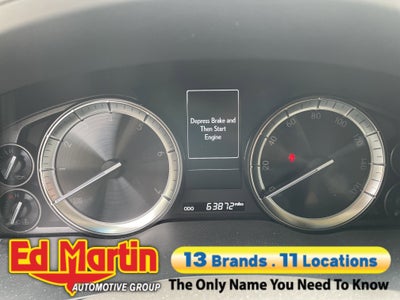 Depress Brake and
Then Start
Engine
ODO 63872 miles
Ed Martin
AUTOMOTIVE GROUP
13 Brands . 11 Locations
The Only Name You Need To Know